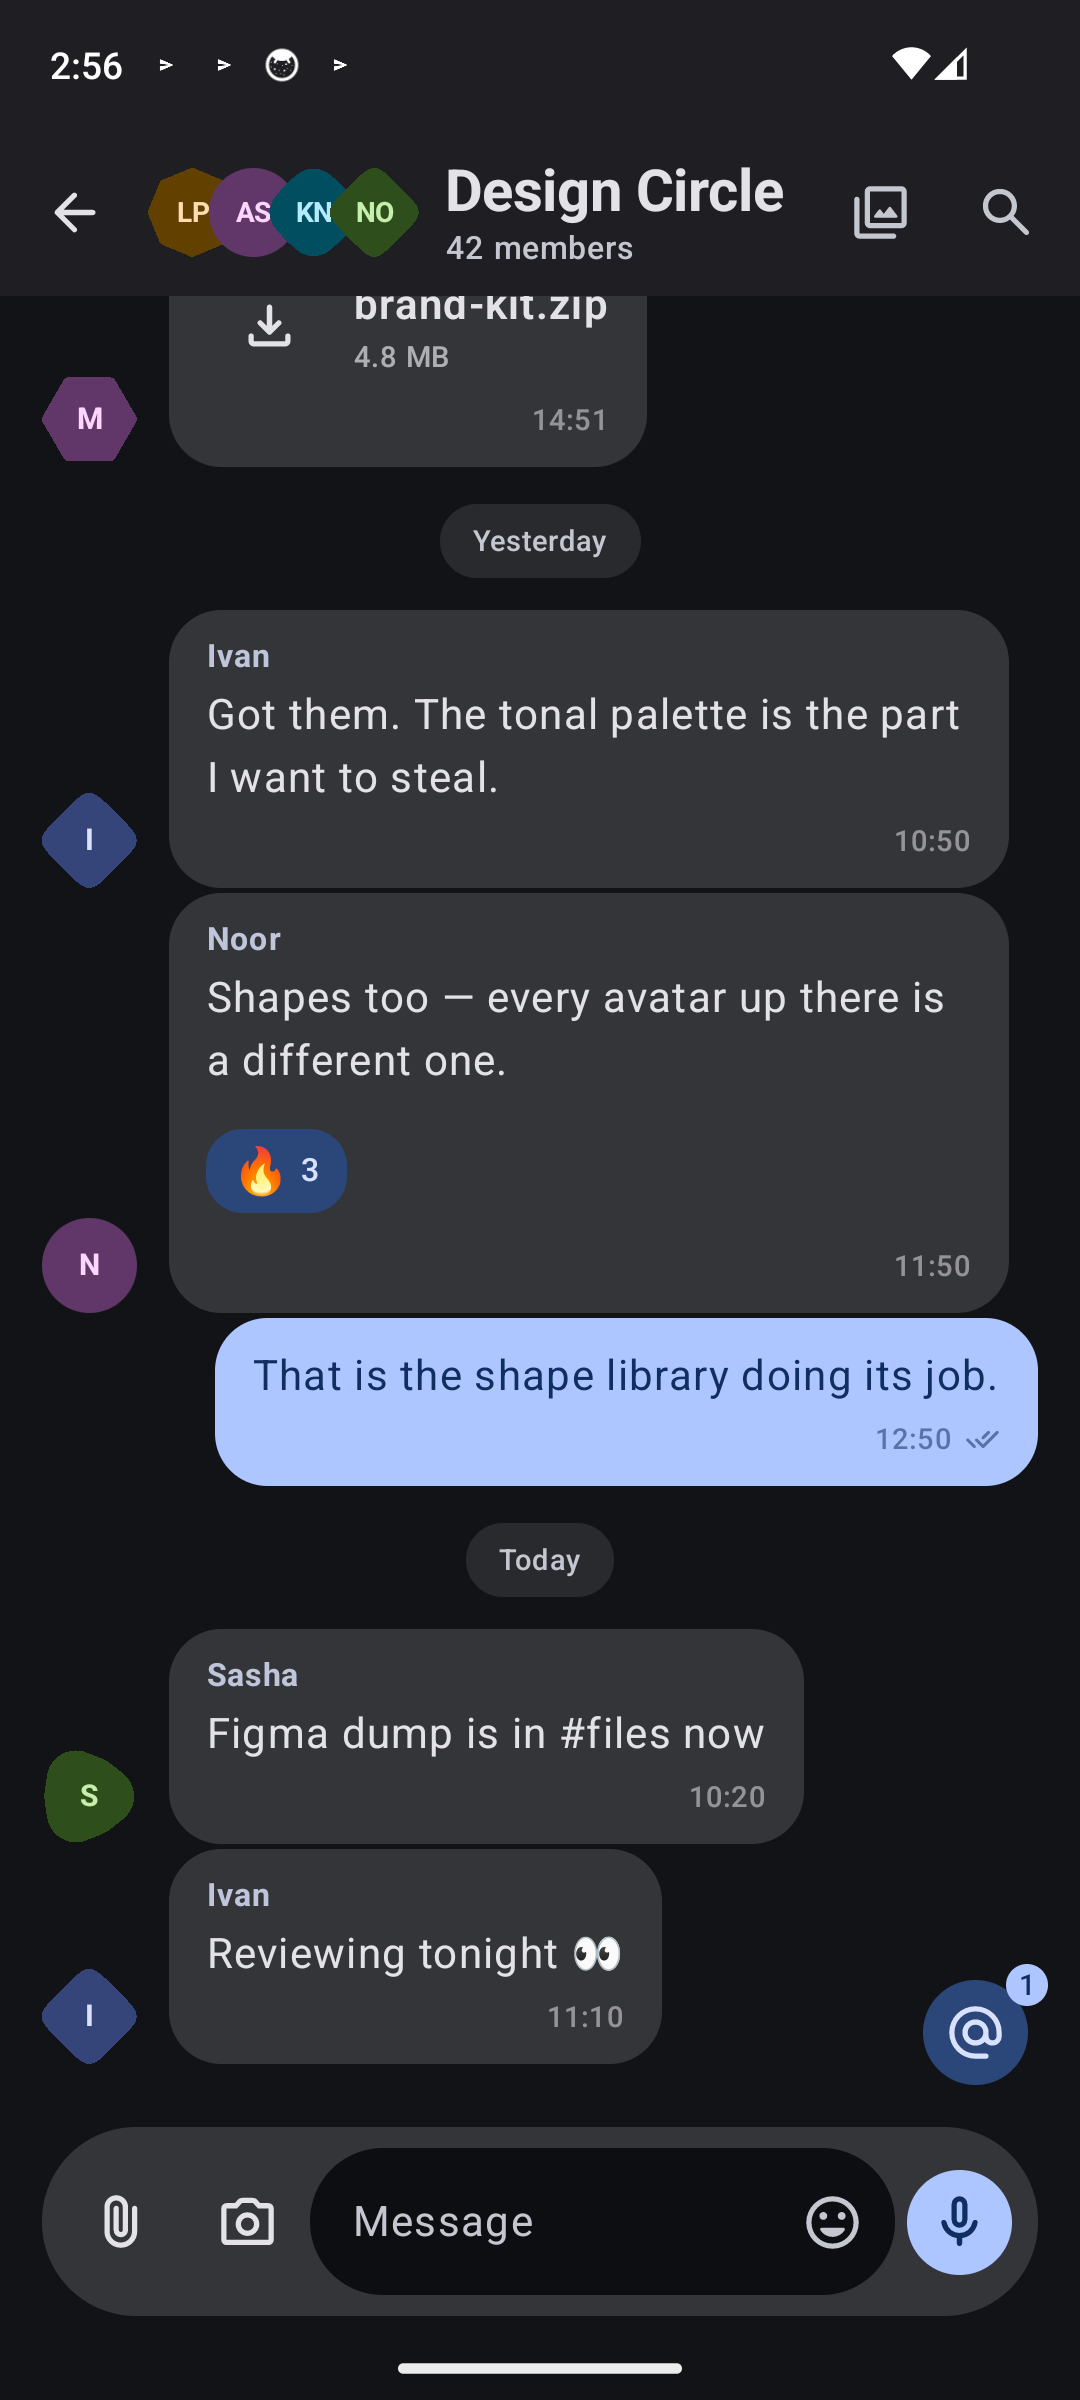 2:56
LP AS KN NO
Design Circle
42 members
brand-kit.zip
4.8 MB
14:51
M
Yesterday
Ivan
Got them. The tonal palette is the part
I want to steal.
10:50
I
Noor
Shapes too — every avatar up there is
a different one.
🔥 3
11:50
N
That is the shape library doing its job.
12:50
Today
Sasha
Figma dump is in #files now
10:20
S
Ivan
Reviewing tonight 👀
11:10
I
1
@
Message